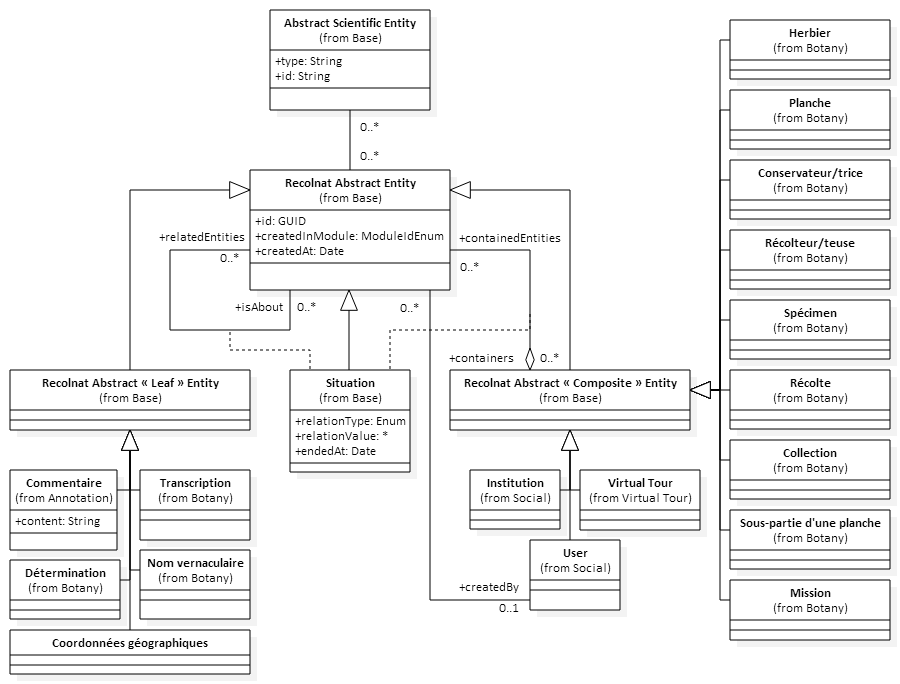 Abstract Scientific Entity
(from Base)
+type: String
+id: String
0..*
0..*
Recolnat Abstract Entity
(from Base)
+id: GUID
+createdInModule: ModuleIdEnum
+createdAt: Date
+relatedEntities
0..*
+containedEntities
0..*
+isAbout
0..*
0..*
+containers
0..*
Recolnat Abstract « Leaf » Entity
(from Base)
Situation
(from Base)
+relationType: Enum
+relationValue: *
+endedAt: Date
Recolnat Abstract « Composite » Entity
(from Base)
Commentaire
(from Annotation)
+content: String
Transcription
(from Botany)
Détermination
(from Botany)
Nom vernaculaire
(from Botany)
Coordonnées géographiques
Institution
(from Social)
Virtual Tour
(from Virtual Tour)
User
(from Social)
+createdBy
0..1
Herbier
(from Botany)
Planche
(from Botany)
Conservateur/trice
(from Botany)
Récolteur/teuse
(from Botany)
Spécimen
(from Botany)
Récolte
(from Botany)
Collection
(from Botany)
Sous-partie d'une planche
(from Botany)
Mission
(from Botany)